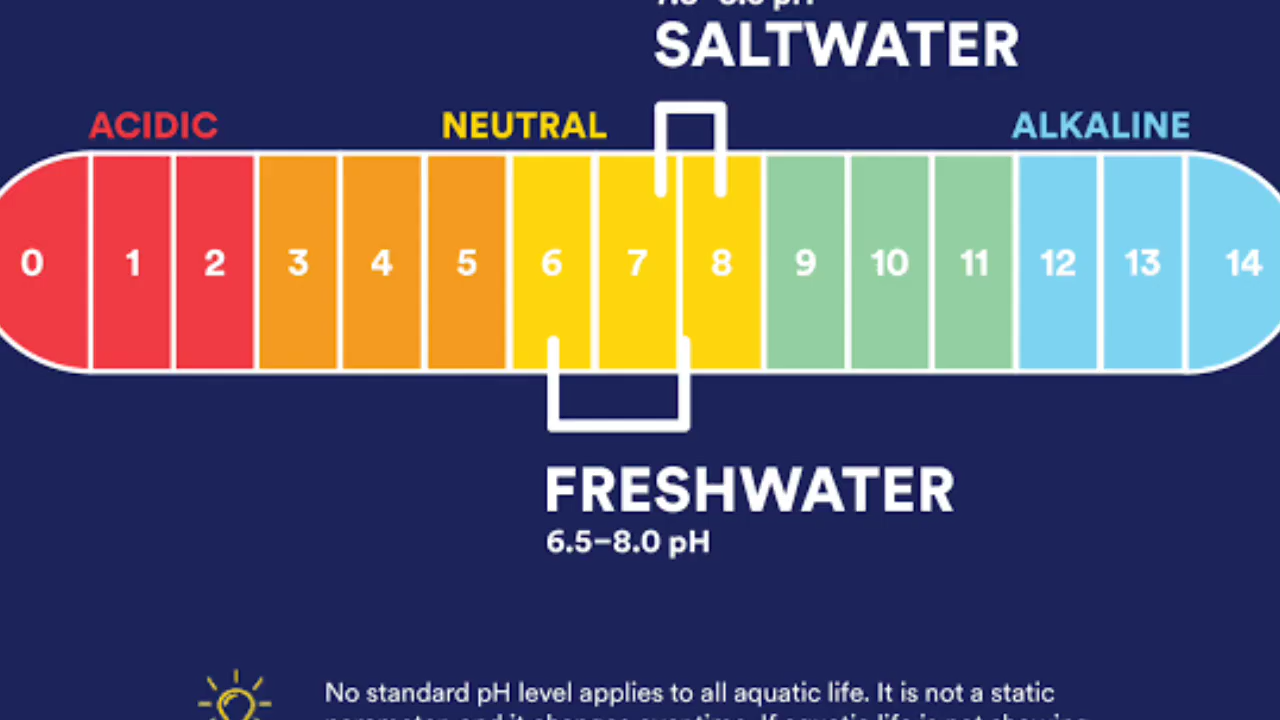 SALTWATER
ACIDIC NEUTRAL ALKALINE
0 1 2 3 4 5 6 7 8 9 10 11 12 13 14
FRESHWATER
6.5–8.0 pH
No standard pH level applies to all aquatic life. It is not a static